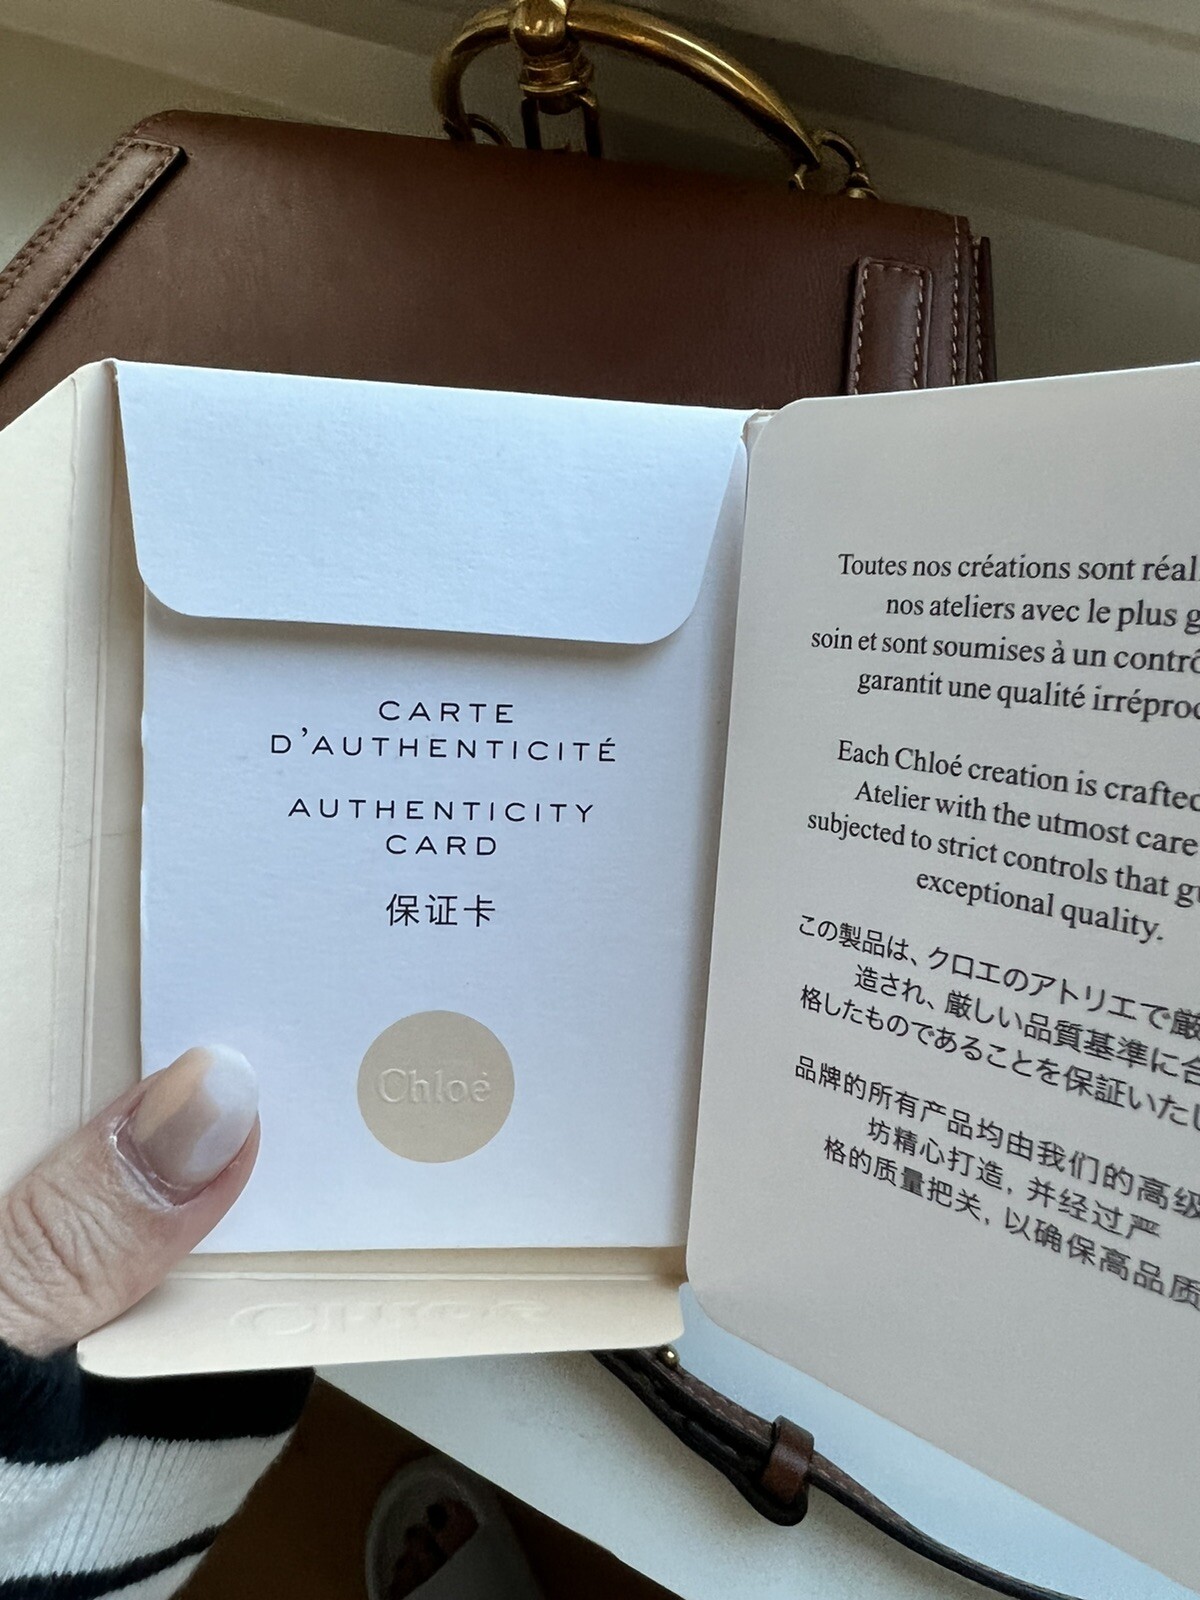 CARTE
D'AUTHENTICITÉ
AUTHENTICITY
CARD
保证卡
Chloé
Chloé
Toutes nos créations sont
nos ateliers avec le plus
soin et sont soumises à un
garantit une qualité
Each Chloé creation is
Atelier with the utmost care
subjected to strict controls that
exceptional quality.
この製品は、クロエのアトリエで厳
造され、厳しい品質基準に合
格したものであることを保証いたし
品牌的所有产品均由我们的高级
坊精心打造，并经过严
格的质量把关，以确保高品质